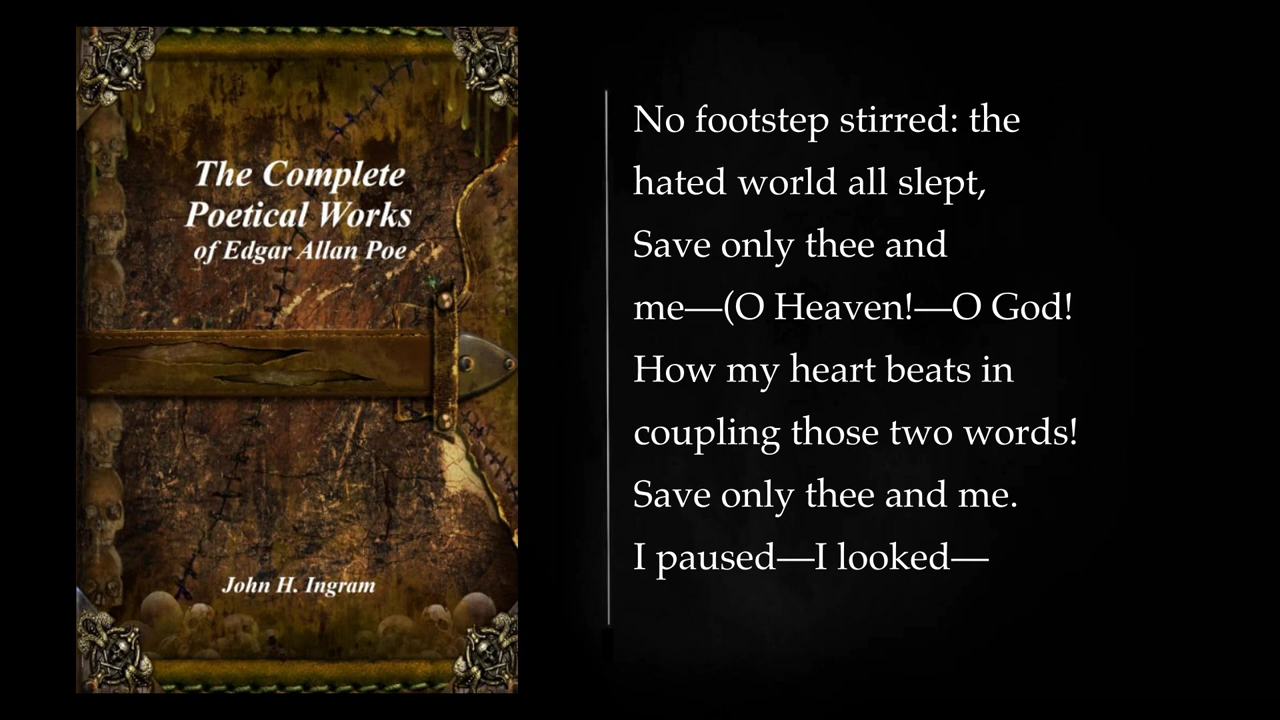 The Complete
Poetical Works
of Edgar Allan Poe
John H. Ingram
No footstep stirred: the
hated world all slept,
Save only thee and
me—(O Heaven!—O God!
How my heart beats in
coupling those two words!
Save only thee and me.
I paused—I looked—